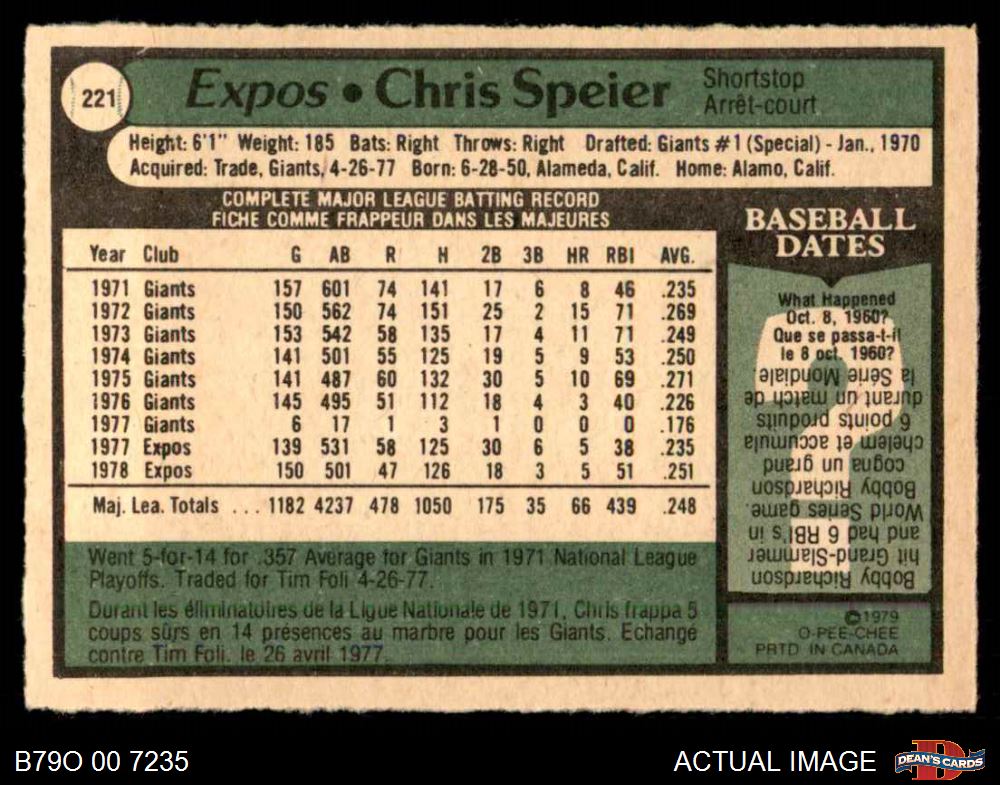 221
Expos • Chris Speier
Shortstop
Arrêt-court
Height: 6'1" Weight: 185 Bats: Right Throws: Right Drafted: Giants #1 (Special) - Jan., 1970
Acquired: Trade, Giants, 4-26-77 Born: 6-28-50, Alameda, Calif. Home: Alamo, Calif.
COMPLETE MAJOR LEAGUE BATTING RECORD
FICHE COMME FRAPPEUR DANS LES MAJEURES
Year Club G AB R H 2B 3B HR RBI AVG.
1971 Giants 157 601 74 141 17 6 8 46 .235
1972 Giants 150 562 74 151 25 2 15 71 .269
1973 Giants 153 542 58 135 17 4 11 71 .249
1974 Giants 141 501 55 125 19 5 9 53 .250
1975 Giants 141 487 60 132 30 5 10 69 .271
1976 Giants 145 495 51 112 18 4 3 40 .226
1977 Giants 6 17 1 3 1 0 0 0 .176
1977 Expos 139 531 58 125 30 6 5 38 .235
1978 Expos 150 501 47 126 18 3 5 51 .251
Maj. Lea. Totals ... 1182 4237 478 1050 175 35 66 439 .248
Went 5-for-14 for .357 Average for Giants in 1971 National League
Playoffs. Traded for Tim Foli 4-26-77.
Durant les éliminatoires de la Ligue Nationale de 1971, Chris frappa 5
coups sûrs en 14 présences au marbre pour les Giants. Echange
contre Tim Foli. le 26 avril 1977.
BASEBALL
DATES
What Happened
Oct. 8, 1960?
Que se passa-t-il
le 8 oct. 1960?
Bobby Richardson
hit Grand-Slammer
and had 6 RBI's in
World Series game.
Bobby Richardson
cogna un grand
chelem et accumula
6 points produits
durant un match de
la Série Mondiale.
©1979
O-PEE-CHEE
PRTD IN CANADA
B79O 00 7235
ACTUAL IMAGE
D
DEAN'S CARDS